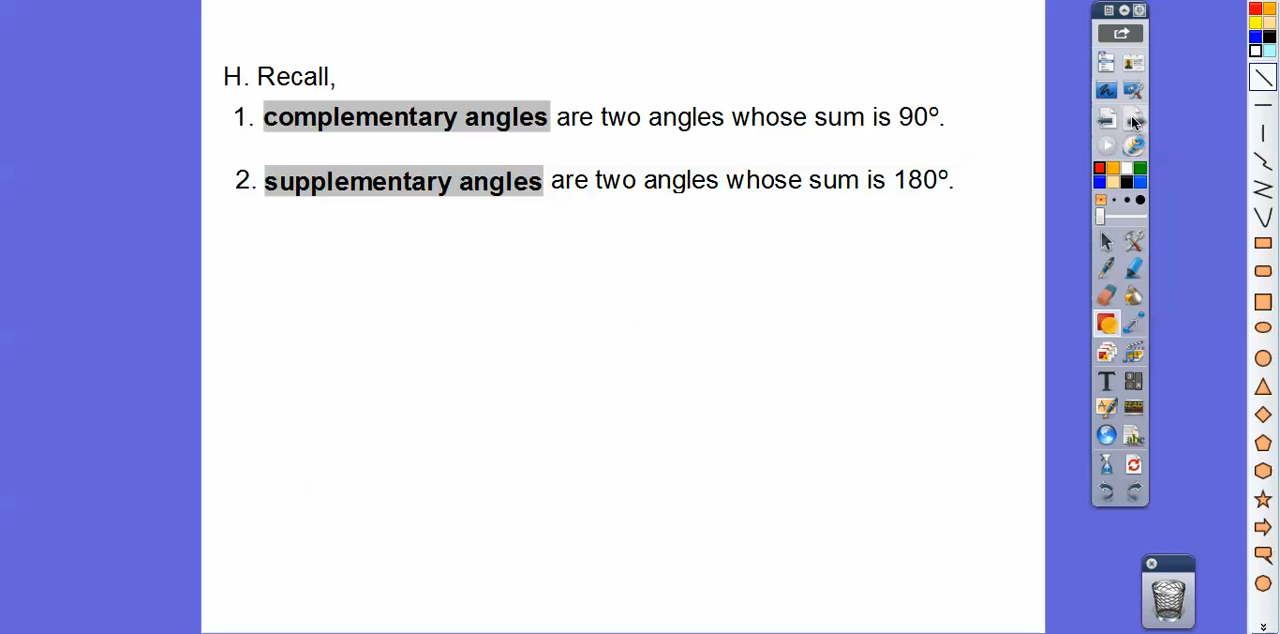 H. Recall,
1. complementary angles are two angles whose sum is 90º.
2. supplementary angles are two angles whose sum is 180º.